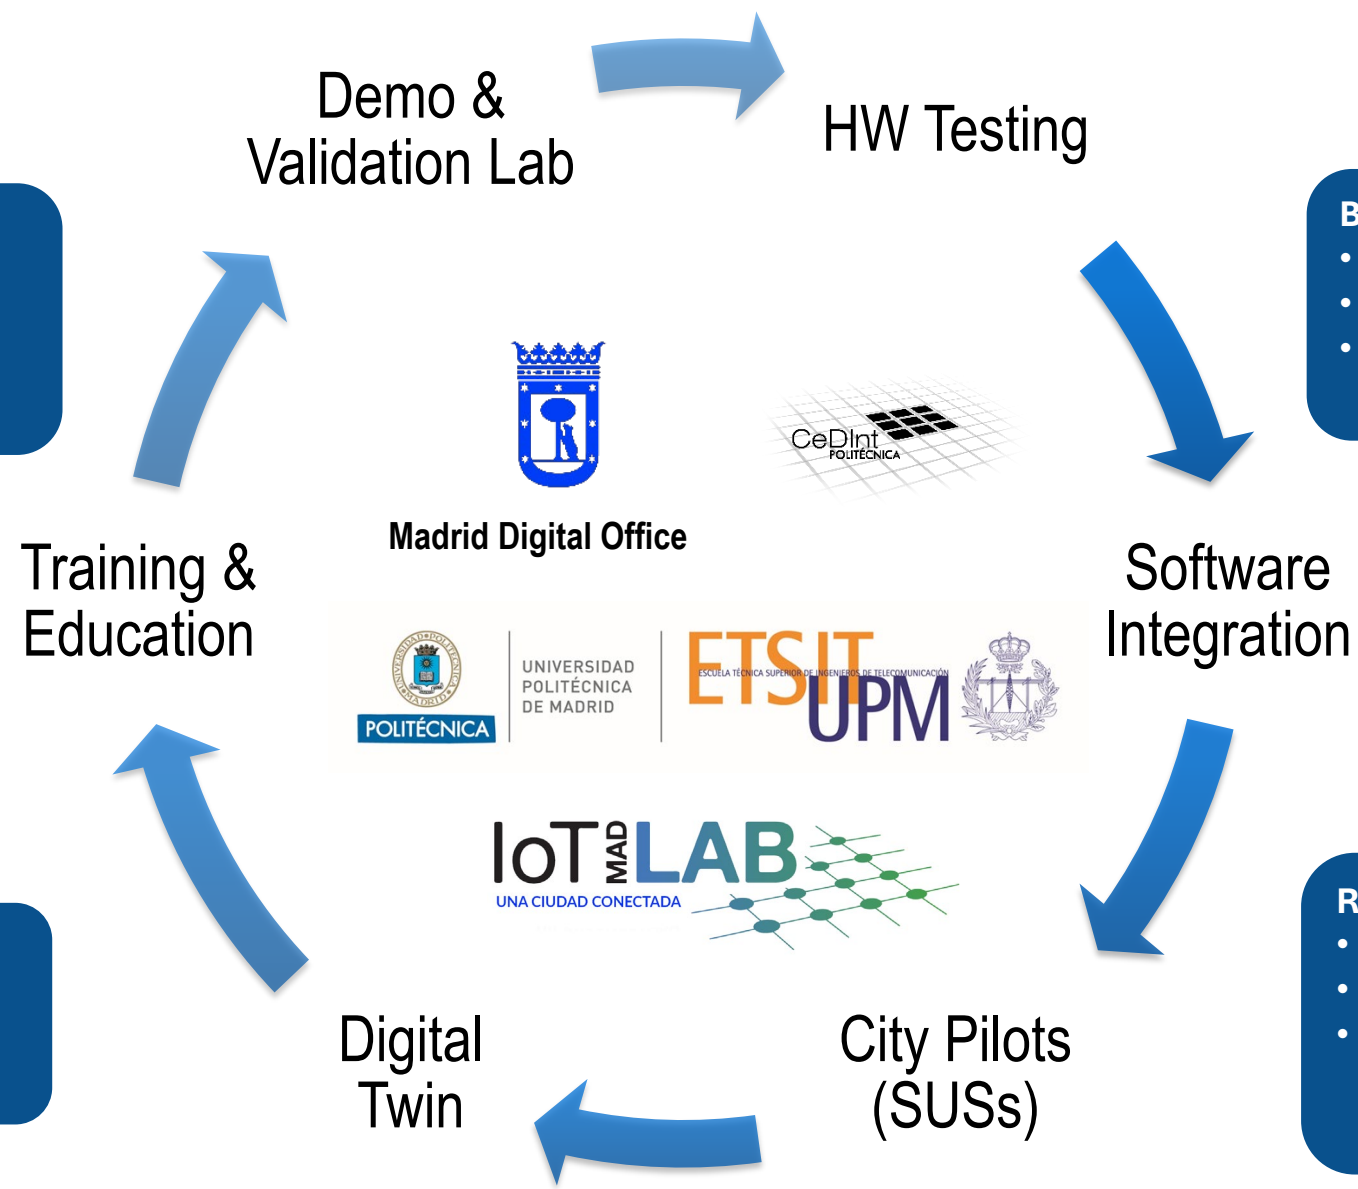 Demo &
Validation Lab
HW Testing
B
•
•
•
CeDInt
POLITÉCNICA
Madrid Digital Office
Training &
Education
Software
Integration
UNIVERSIDAD
POLITÉCNICA
DE MADRID
POLITÉCNICA
ETSIT
ESCUELA TÉCNICA SUPERIOR DE INGENIEROS DE TELECOMUNICACIÓN
UPM
IoT MAD LAB
UNA CIUDAD CONECTADA
R
•
•
•
Digital
Twin
City Pilots
(SUSs)